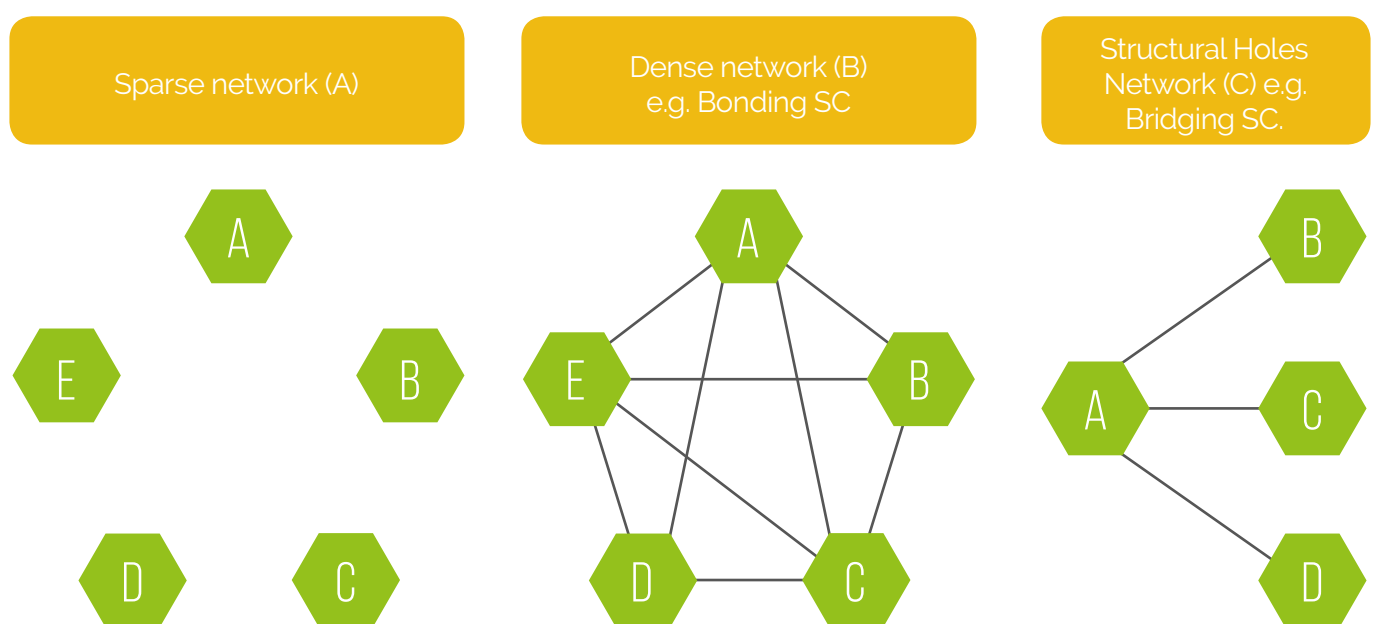 Sparse network (A)
Dense network (B)
e.g. Bonding SC
Structural Holes
Network (C) e.g.
Bridging SC.
A
E
B
D
C
A
E
B
D
C
B
A
C
D